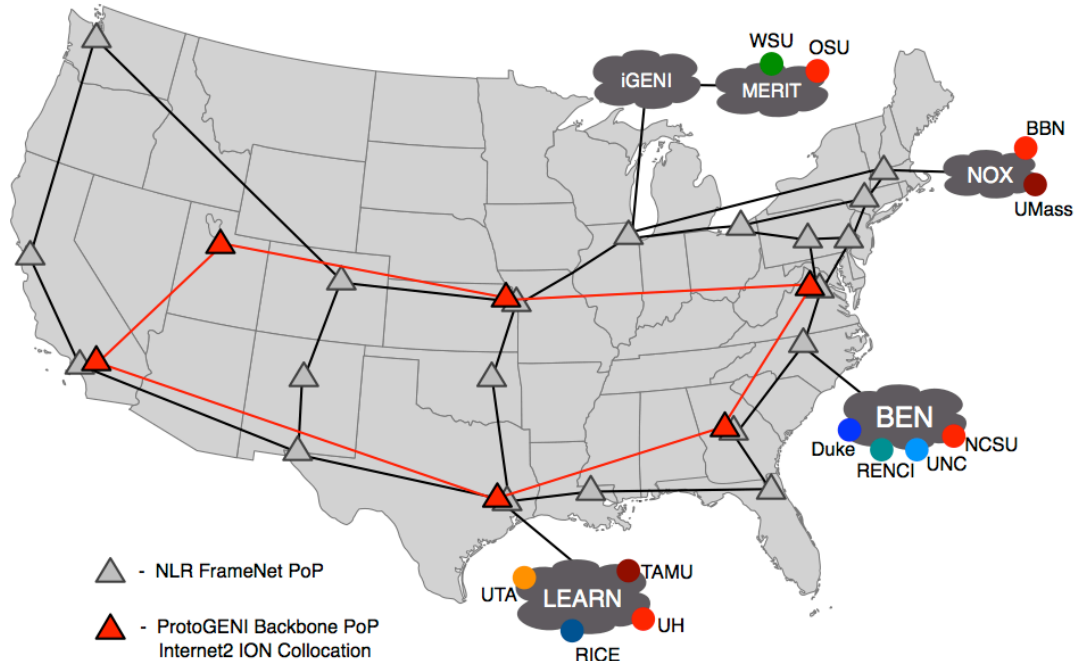 WSU
OSU
iGENI
MERIT
BBN
NOX
UMass
BEN
Duke
NCSU
RENCI
UNC
- NLR FrameNet PoP
TAMU
UTA
LEARN
- ProtoGENI Backbone PoP
UH
Internet2 ION Collocation
RICE